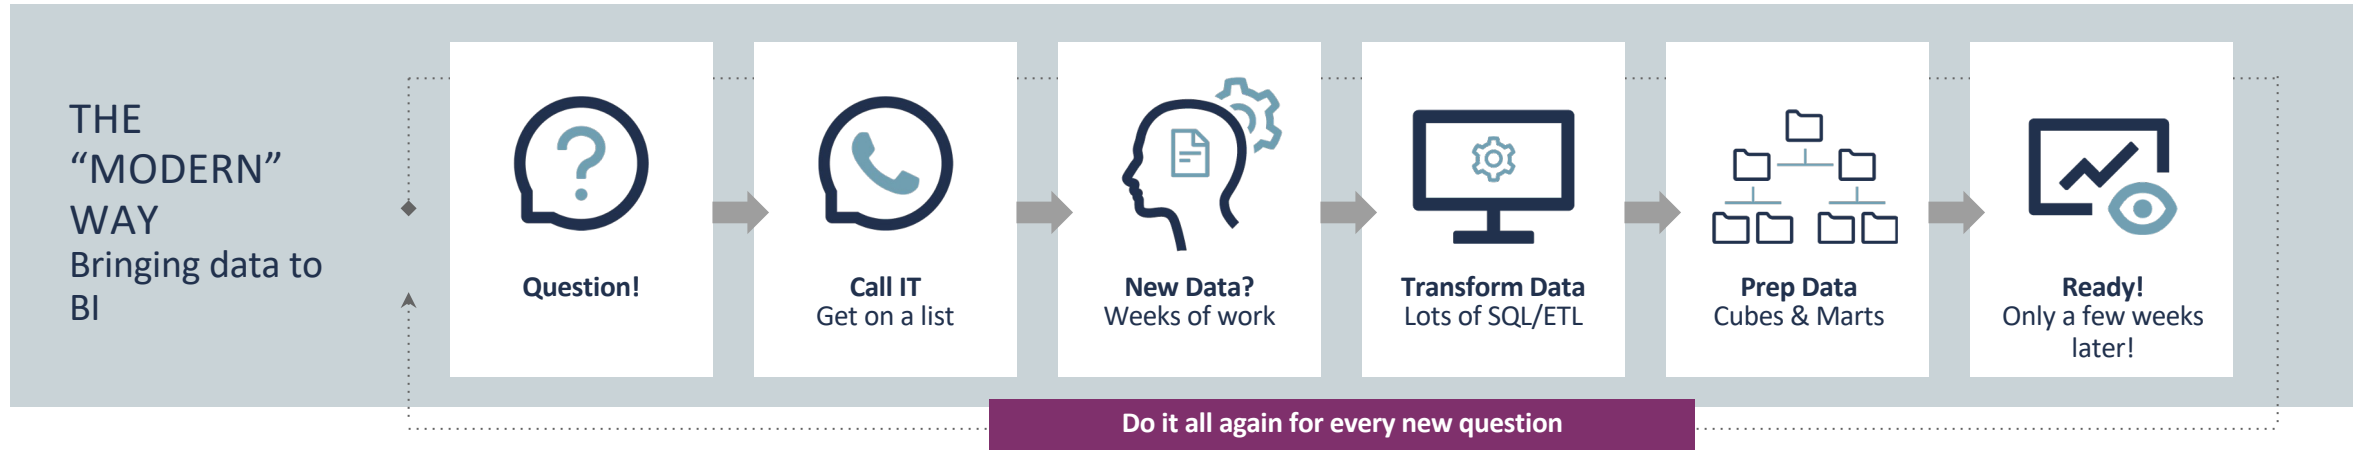 THE
“MODERN”
WAY
Bringing data to
BI
Question!
Call IT
Get on a list
New Data?
Weeks of work
Transform Data
Lots of SQL/ETL
Prep Data
Cubes & Marts
Ready!
Only a few weeks
later!
Do it all again for every new question